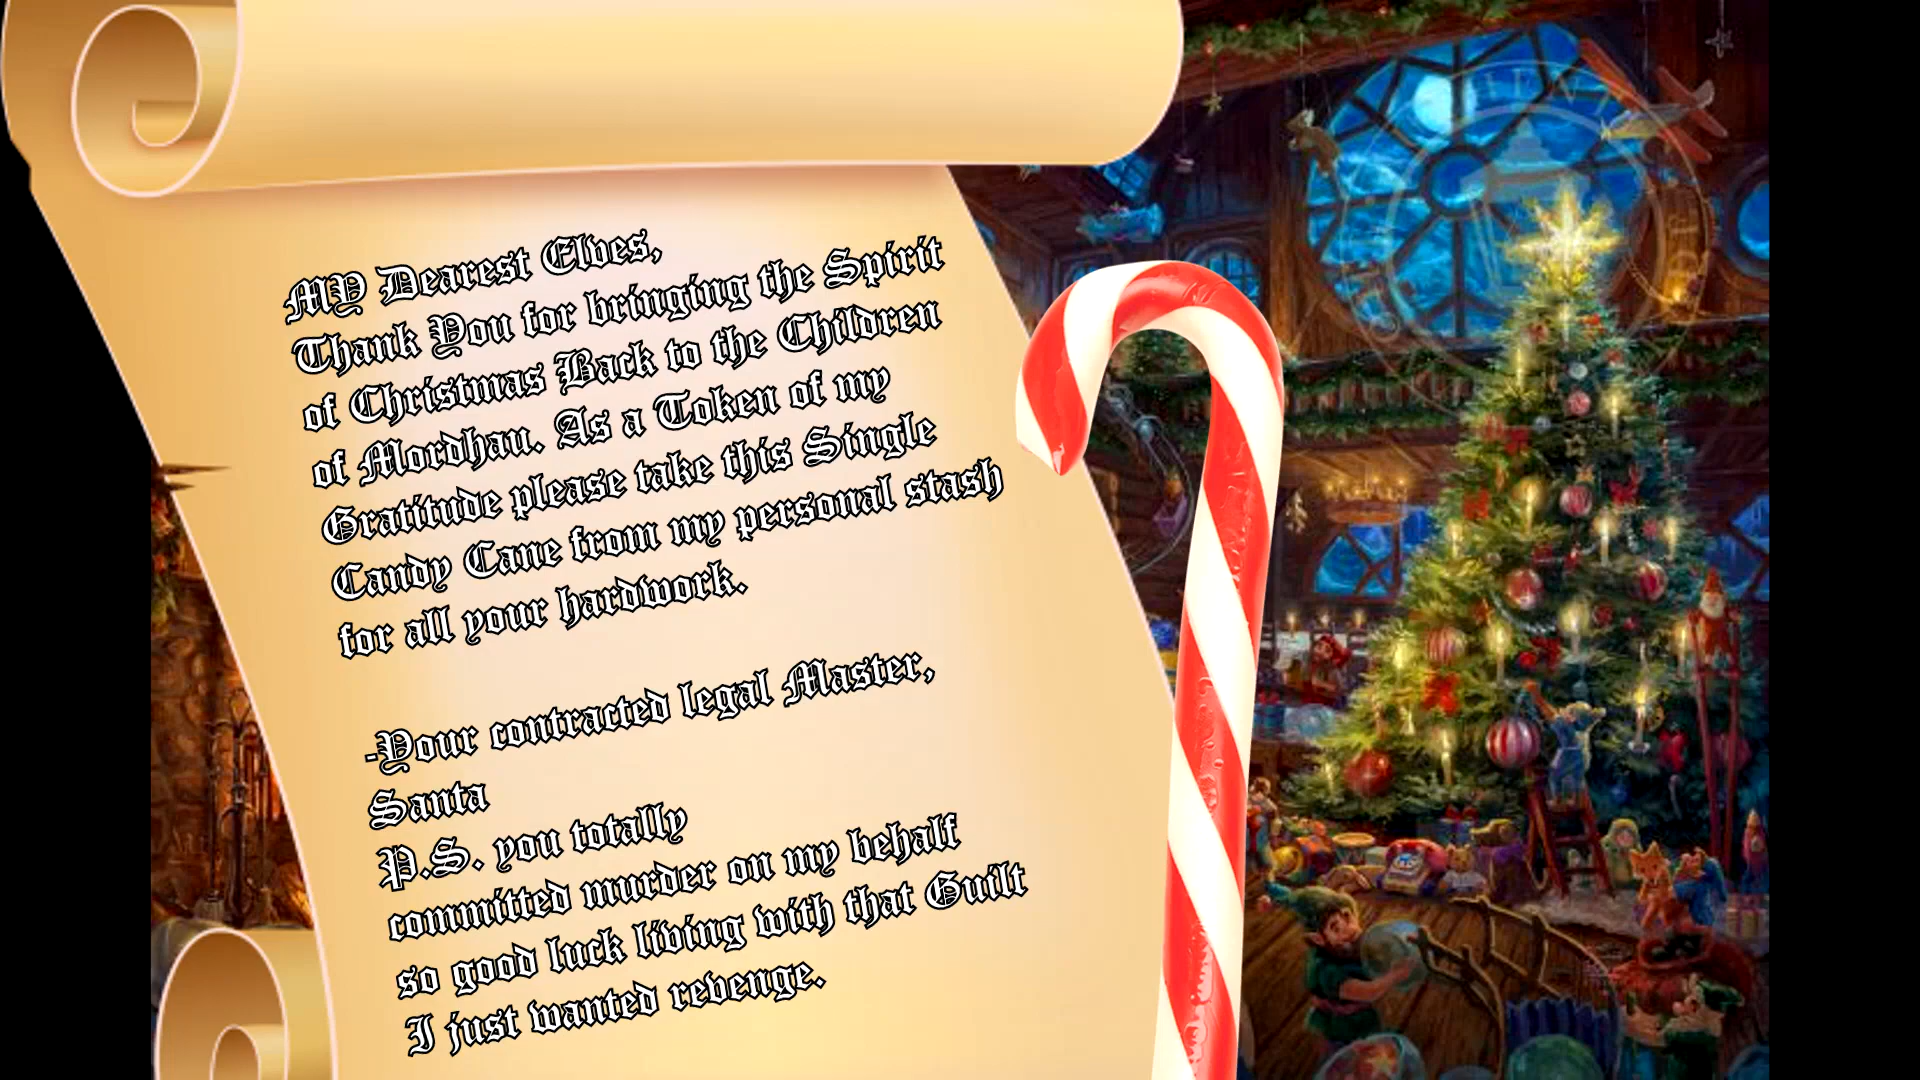 MY Dearest Elves,
Thank You for bringing the Spirit
of Christmas Back to the Children
of Mordhau. As a Token of my
Gratitude please take this Single
Candy Cane from my personal stash
for all your hardwork.
-Your contracted legal Master,
Santa
P.S. you totally
committed murder on my behalf
so good luck living with that Guilt
I just wanted revenge.